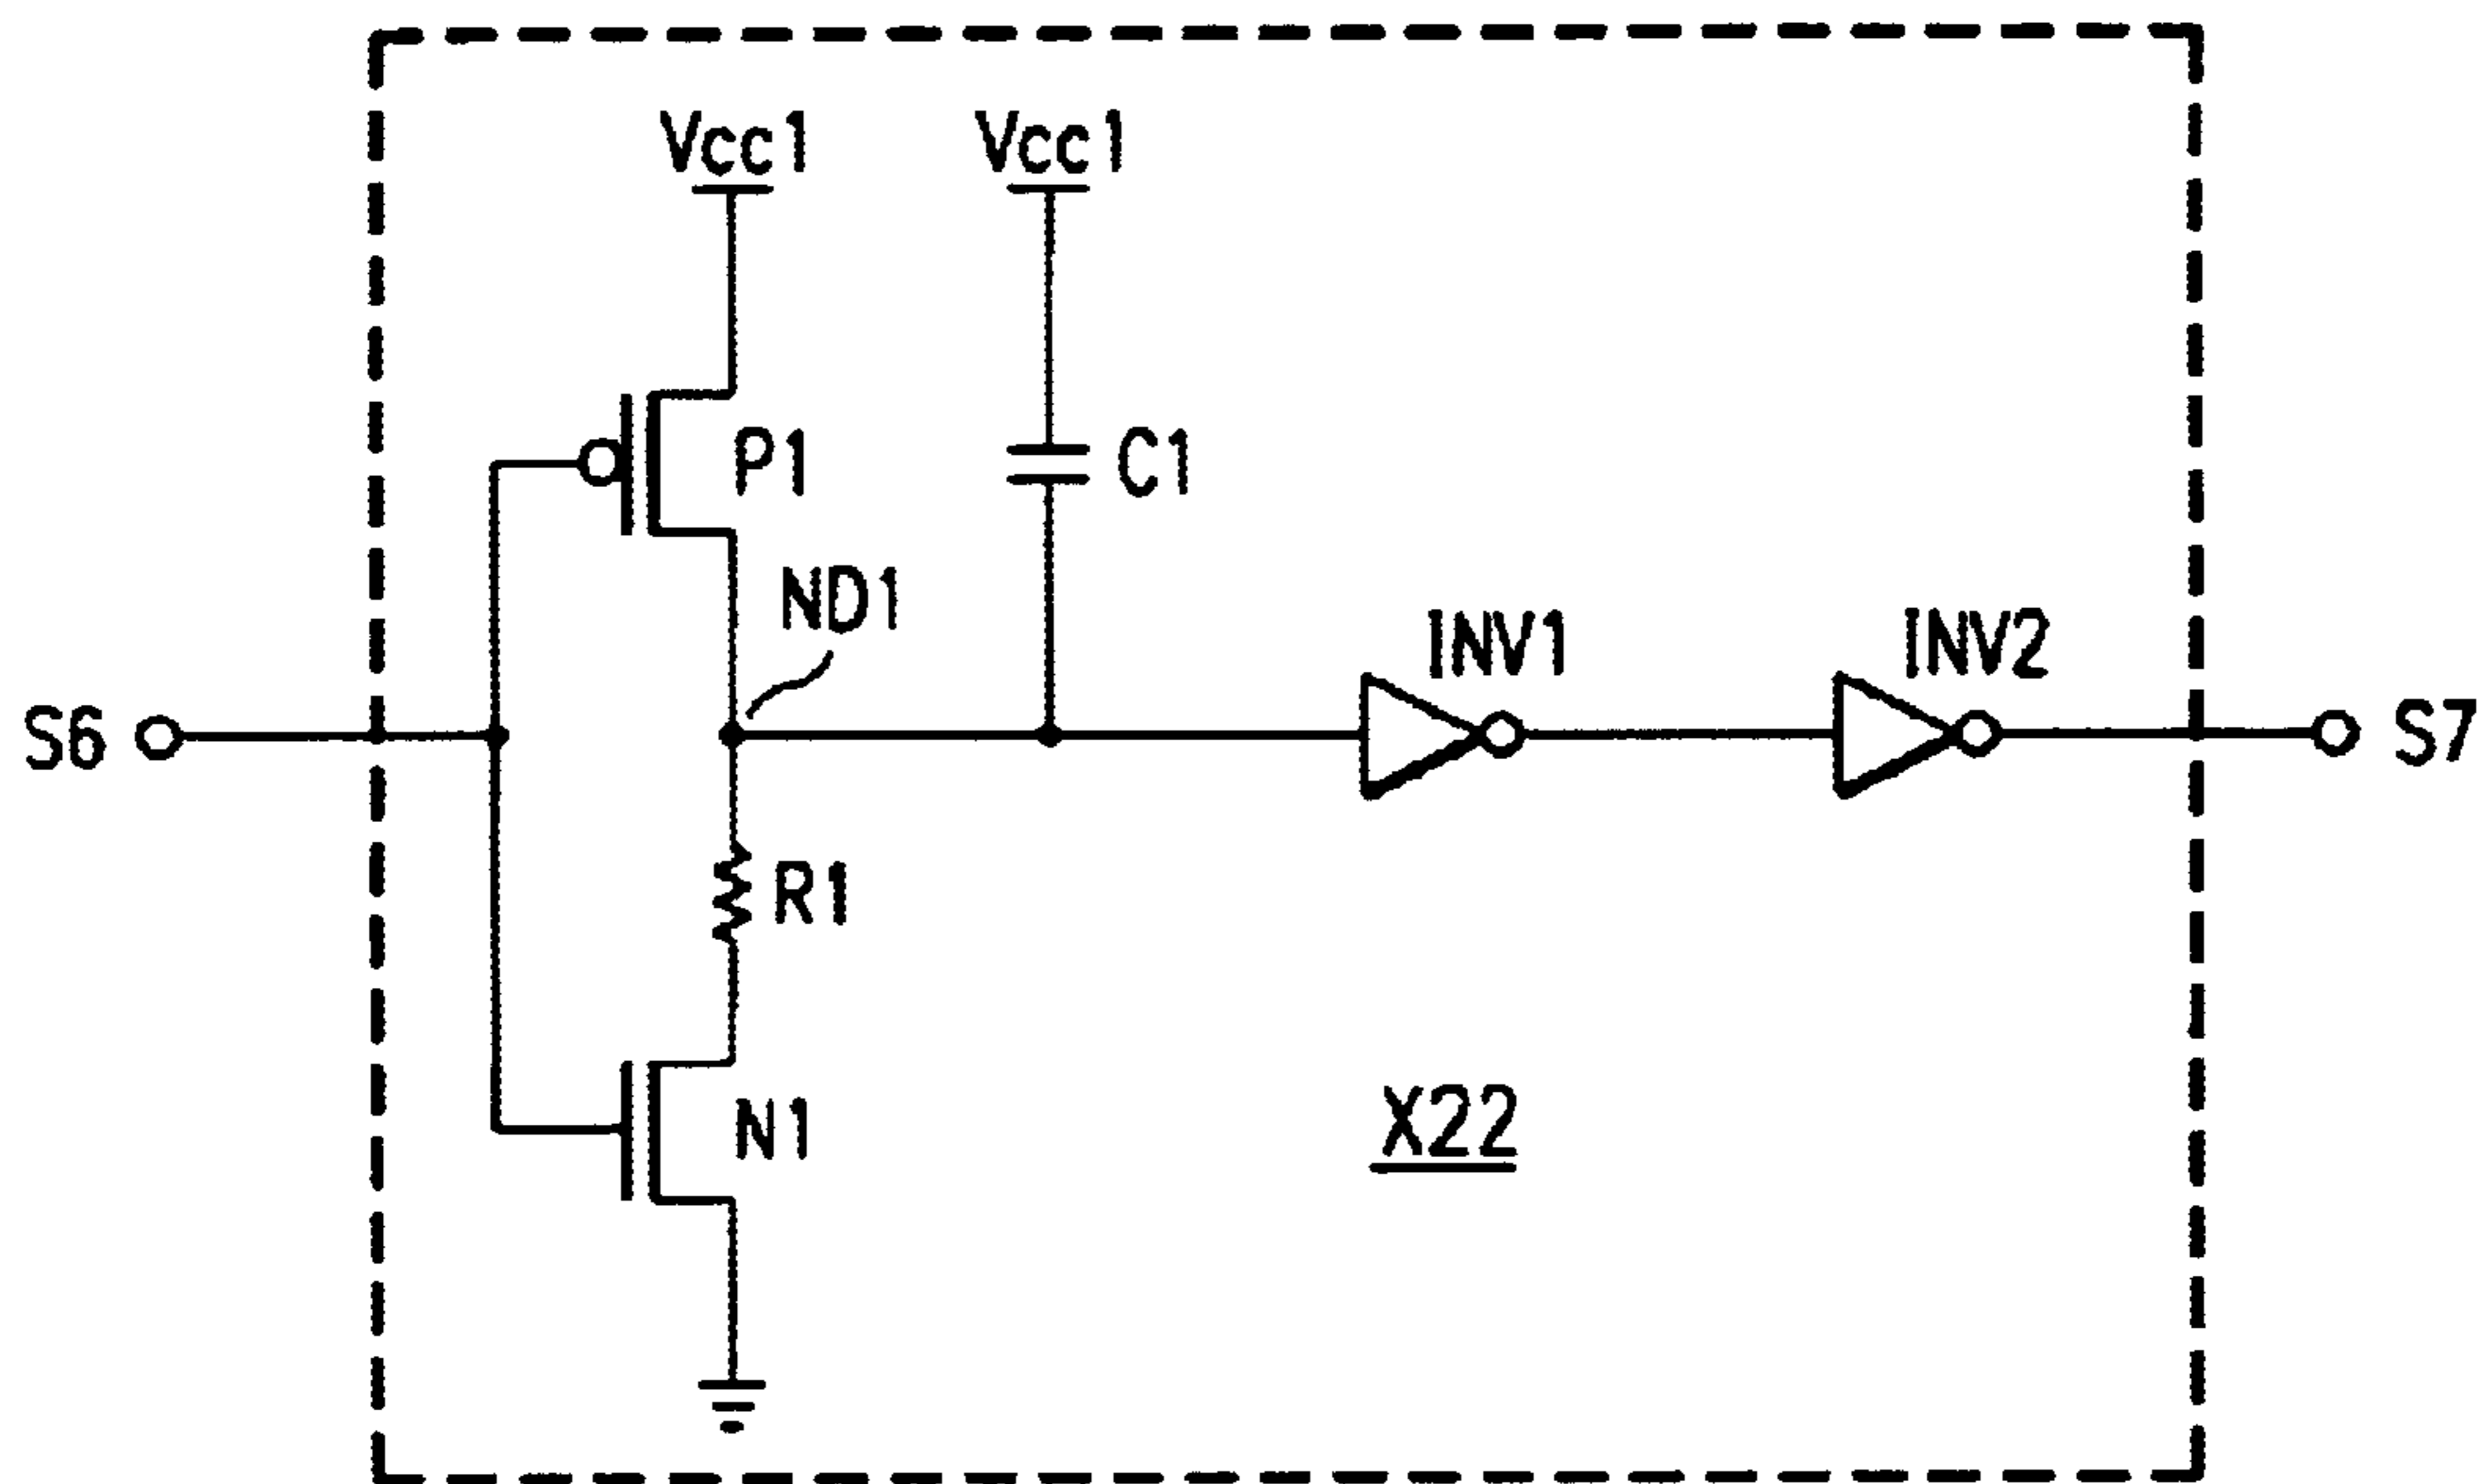 Vcc1 Vcc1
P1 C1
ND1
INV1 INV2
S6 S7
R1
N1 X22